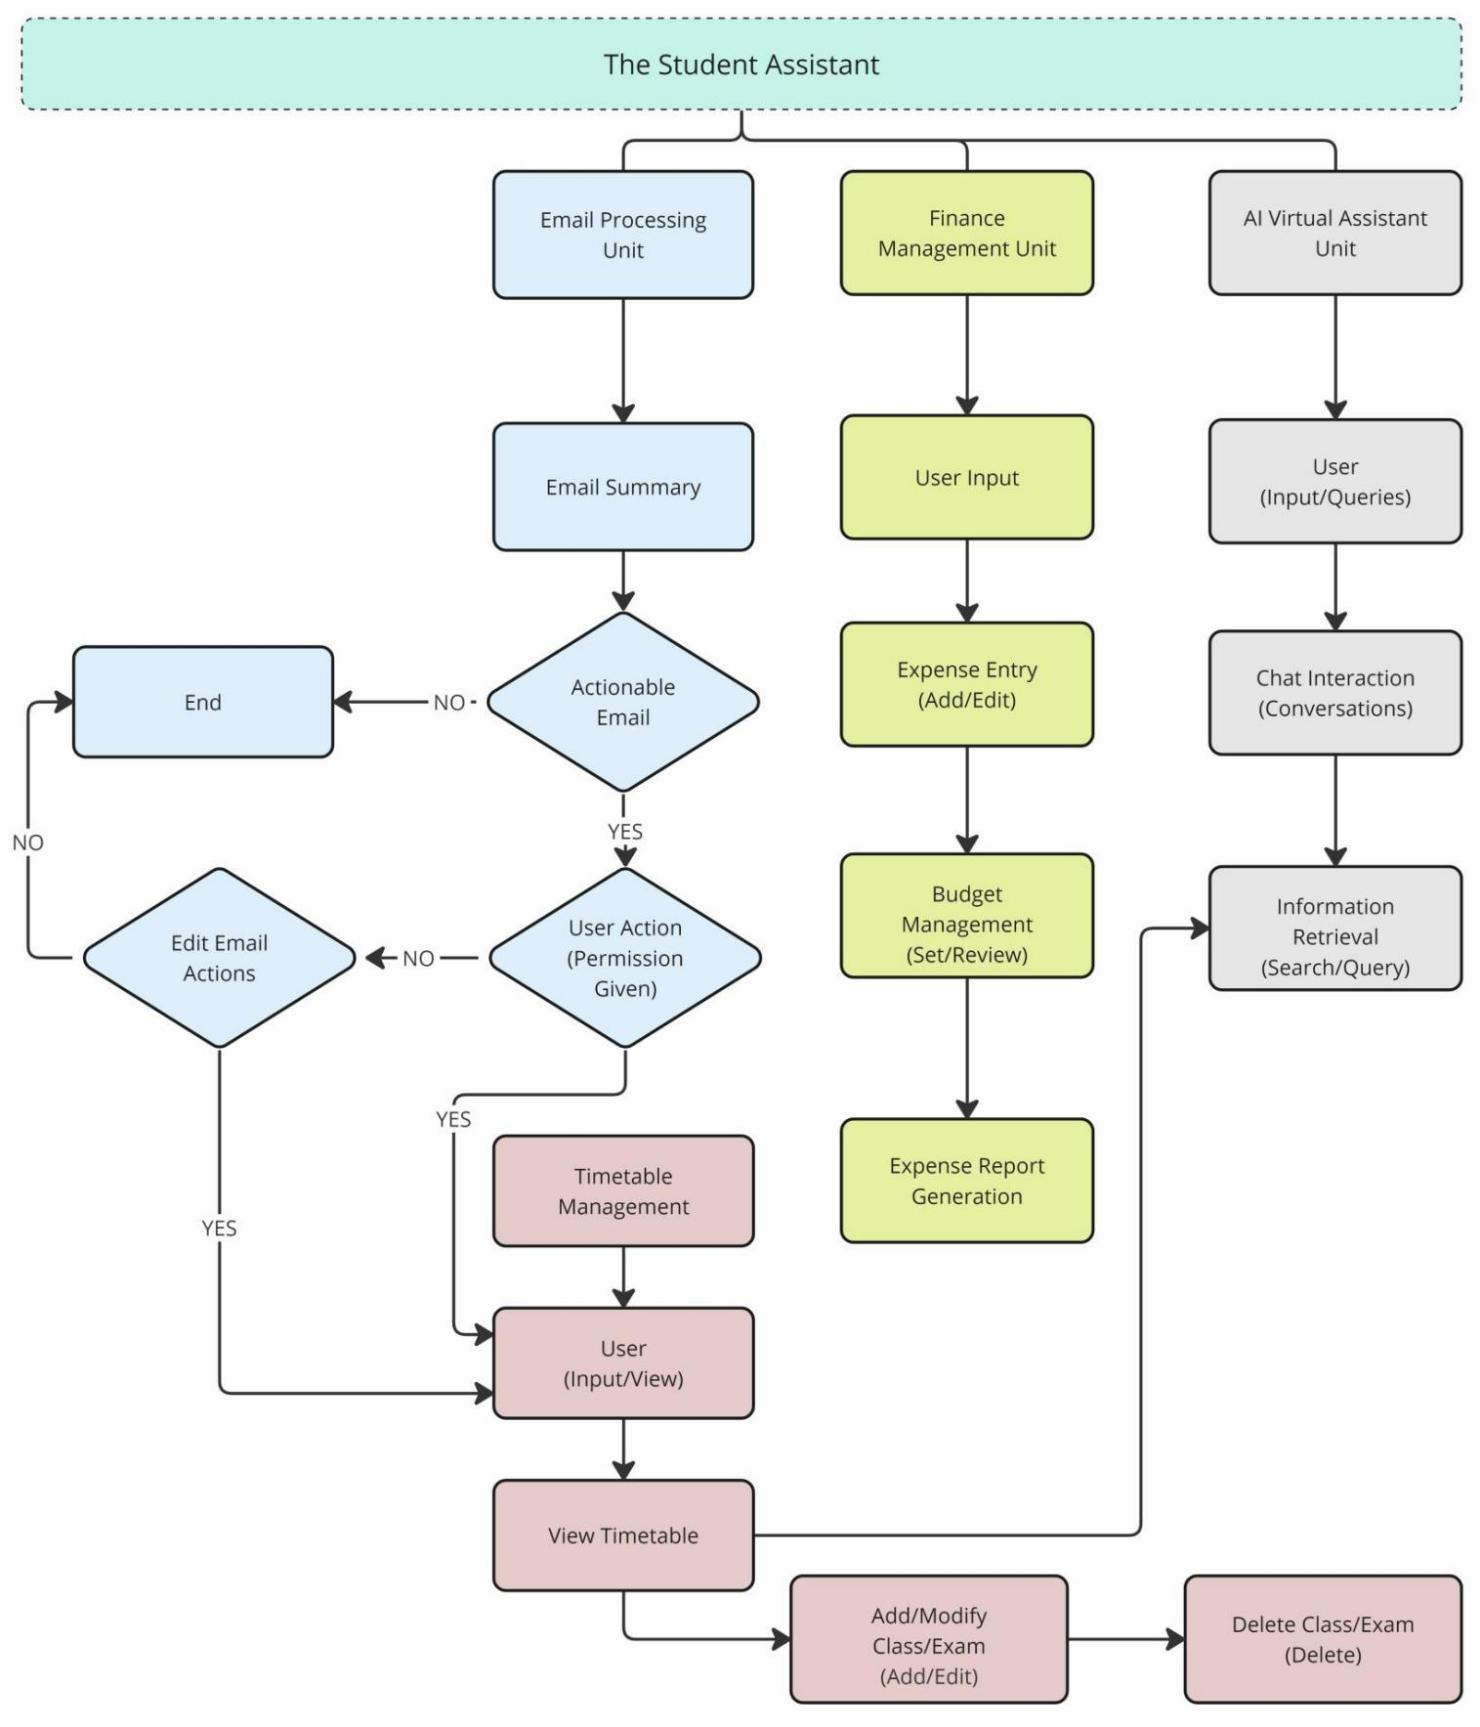 The Student Assistant
Email Processing
Unit
Finance
Management Unit
AI Virtual Assistant
Unit
Email Summary
User Input
User
(Input/Queries)
End
NO
Actionable
Email
Expense Entry
(Add/Edit)
Chat Interaction
(Conversations)
NO
YES
Edit Email
Actions
NO
User Action
(Permission
Given)
Budget
Management
(Set/Review)
Information
Retrieval
(Search/Query)
YES
YES
Timetable
Management
Expense Report
Generation
User
(Input/View)
View Timetable
Add/Modify
Class/Exam
(Add/Edit)
Delete Class/Exam
(Delete)